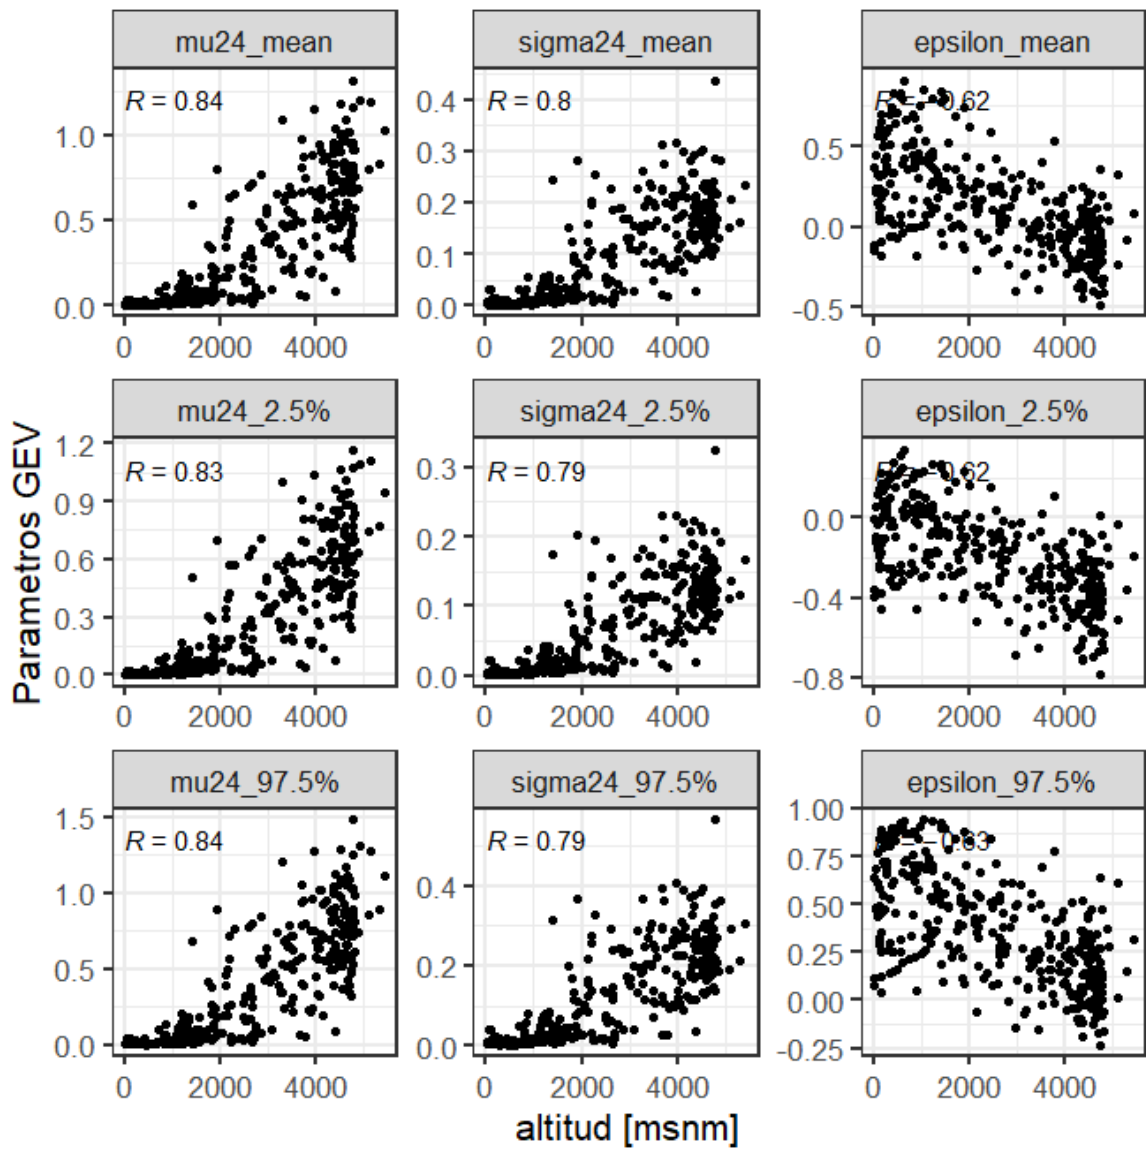 mu24_mean sigma24_mean epsilon_mean
R = 0.84 R = 0.8 R = −0.62
1.0 0.5 0.0
0.4 0.3 0.2 0.1 0.0
0.5 0.0 -0.5
0 2000 4000 0 2000 4000 0 2000 4000
mu24_2.5% sigma24_2.5% epsilon_2.5%
R = 0.83 R = 0.79 R = −0.62
1.2 0.9 0.6 0.3 0.0
0.3 0.2 0.1 0.0
0.0 -0.4 -0.8
0 2000 4000 0 2000 4000 0 2000 4000
mu24_97.5% sigma24_97.5% epsilon_97.5%
R = 0.84 R = 0.79 R = −0.63
1.5 1.0 0.5 0.0
0.4 0.2 0.0
1.00 0.75 0.50 0.25 0.00 -0.25
0 2000 4000 0 2000 4000 0 2000 4000
Parametros GEV
altitud [msnm]